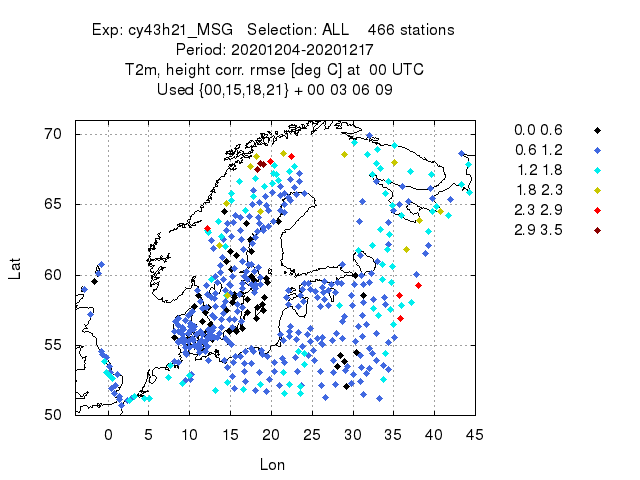 Exp: cy43h21_MSG   Selection: ALL    466 stations
Period: 20201204-20201217
T2m, height corr. rmse [deg C] at  00 UTC
Used {00,15,18,21} + 00 03 06 09
70
65
60
55
50
Lat
0 5 10 15 20 25 30 35 40 45
Lon
0.0 0.6
0.6 1.2
1.2 1.8
1.8 2.3
2.3 2.9
2.9 3.5